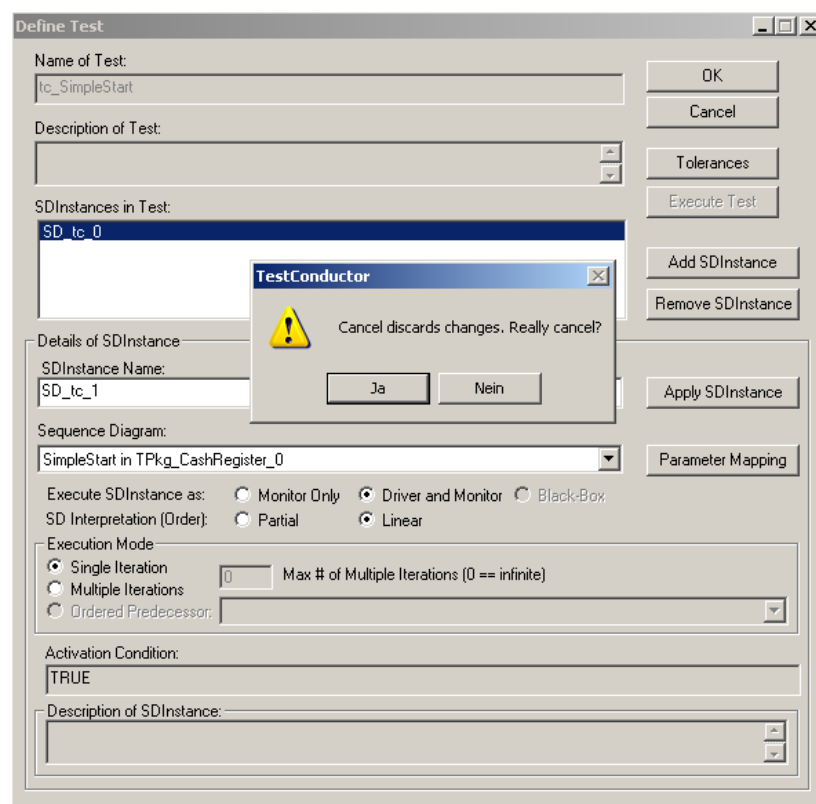 Define Test
Name of Test:
tc_SimpleStart
OK
Cancel
Description of Test:
Tolerances
Execute Test
SDInstances in Test:
SD_tc_0
Add SDInstance
Remove SDInstance
TestConductor
Cancel discards changes. Really cancel?
Ja
Nein
Details of SDInstance
SDInstance Name:
SD_tc_1
Apply SDInstance
Sequence Diagram:
SimpleStart in TPkg_CashRegister_0
Parameter Mapping
Execute SDInstance as: Monitor Only Driver and Monitor Black-Box
SD Interpretation (Order): Partial Linear
Execution Mode
Single Iteration
0 Max # of Multiple Iterations (0 == infinite)
Multiple Iterations
Ordered Predecessor:
Activation Condition:
TRUE
Description of SDInstance: